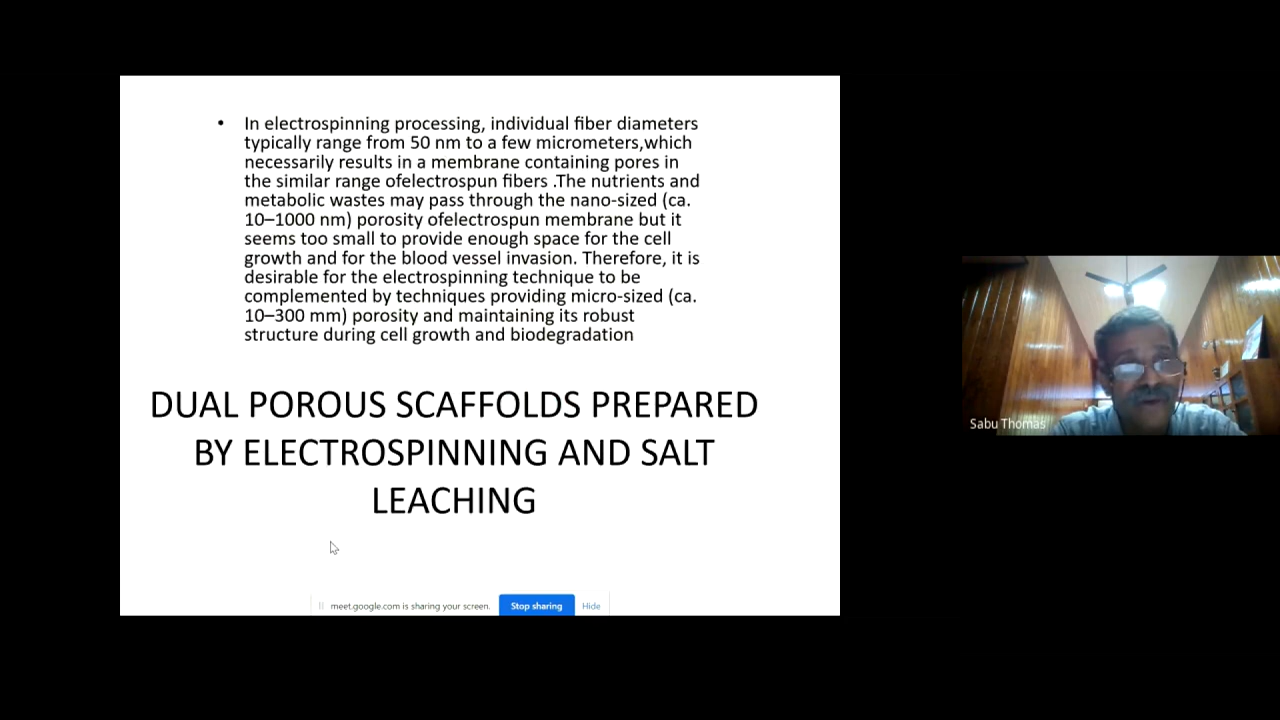 • In electrospinning processing, individual fiber diameters
typically range from 50 nm to a few micrometers,which
necessarily results in a membrane containing pores in
the similar range ofelectrospun fibers .The nutrients and
metabolic wastes may pass through the nano-sized (ca.
10–1000 nm) porosity ofelectrospun membrane but it
seems too small to provide enough space for the cell
growth and for the blood vessel invasion. Therefore, it is
desirable for the electrospinning technique to be
complemented by techniques providing micro-sized (ca.
10–300 mm) porosity and maintaining its robust
structure during cell growth and biodegradation
DUAL POROUS SCAFFOLDS PREPARED
BY ELECTROSPINNING AND SALT
LEACHING
meet.google.com is sharing your screen. Stop sharing Hide
Sabu Thomas